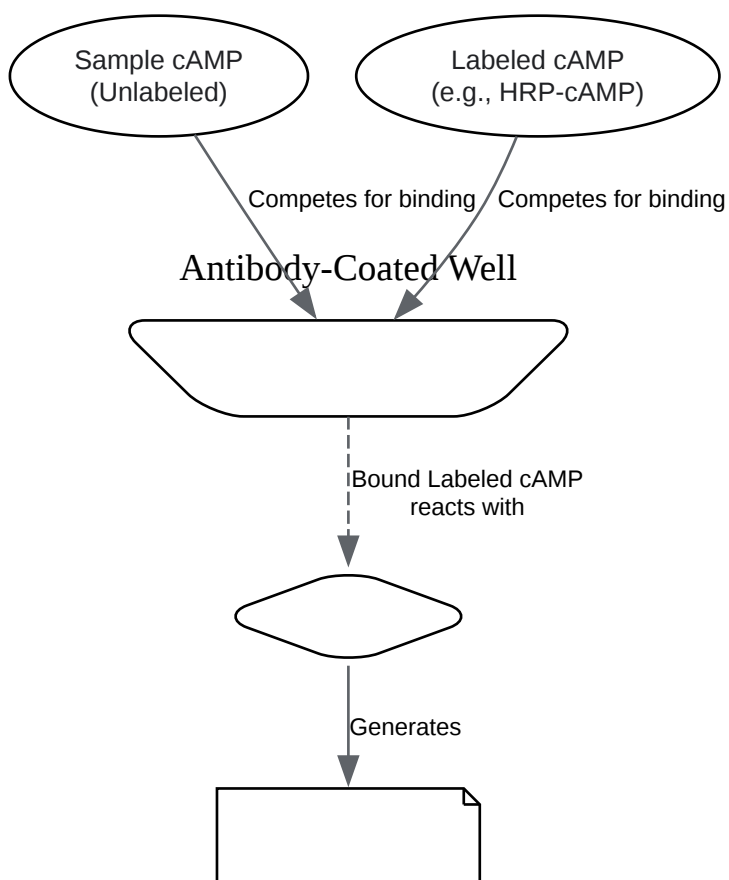 Sample cAMP
(Unlabeled)
Labeled cAMP
(e.g., HRP-cAMP)
Competes for binding
Competes for binding
Antibody-Coated Well
Bound Labeled cAMP
reacts with
Generates